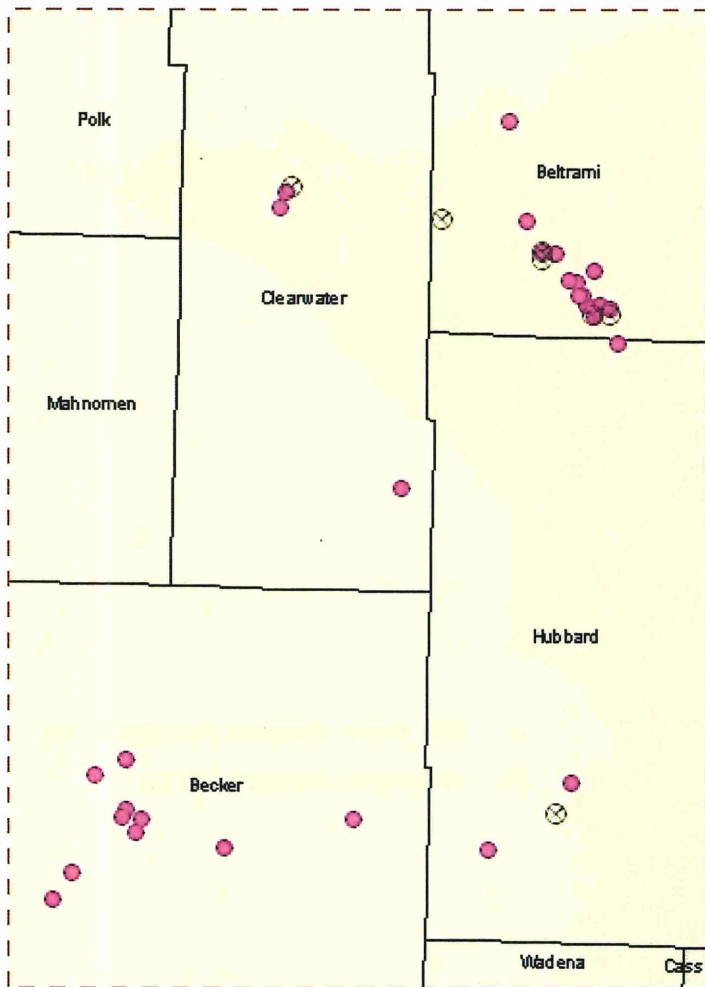 Polk
Beltrami
Clearwater
Mahnomen
Hubbard
Becker
Wadena
Cass